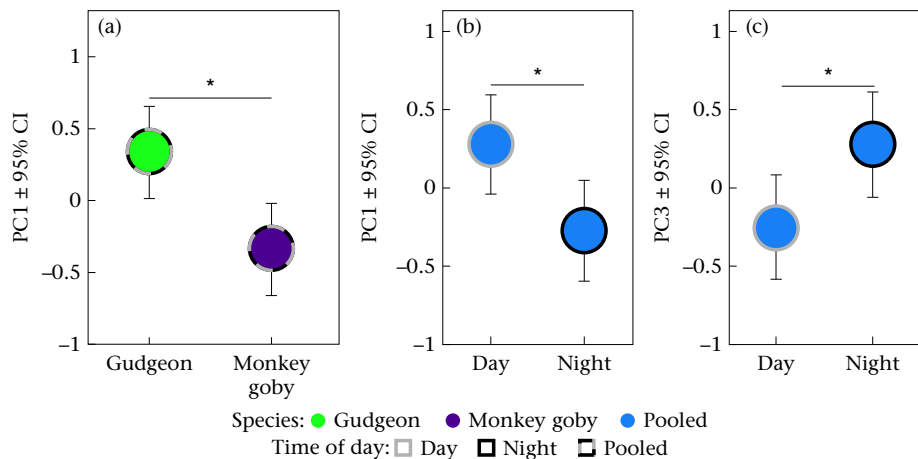 (a)
PC1 ± 95% CI
1
0.5
0
–0.5
–1
*
Gudgeon
Monkey
goby
(b)
PC1 ± 95% CI
1
0.5
0
–0.5
–1
*
Day
Night
(c)
PC3 ± 95% CI
1
0.5
0
–0.5
–1
*
Day
Night
Species: Gudgeon Monkey goby Pooled
Time of day: Day Night Pooled